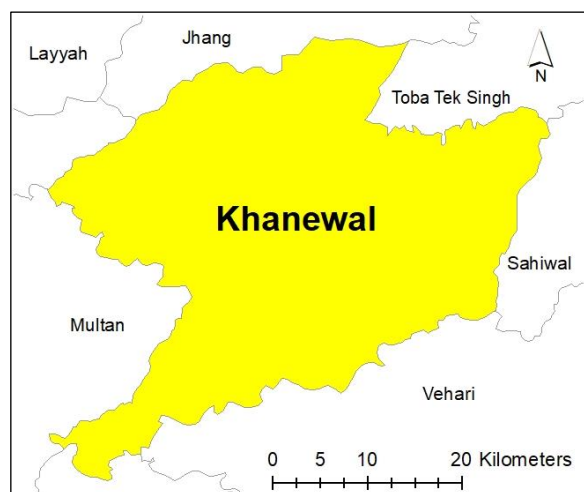 Jhang
Layyah
N
Toba Tek Singh
Khanewal
Sahiwal
Multan
Vehari
0 5 10 20 Kilometers